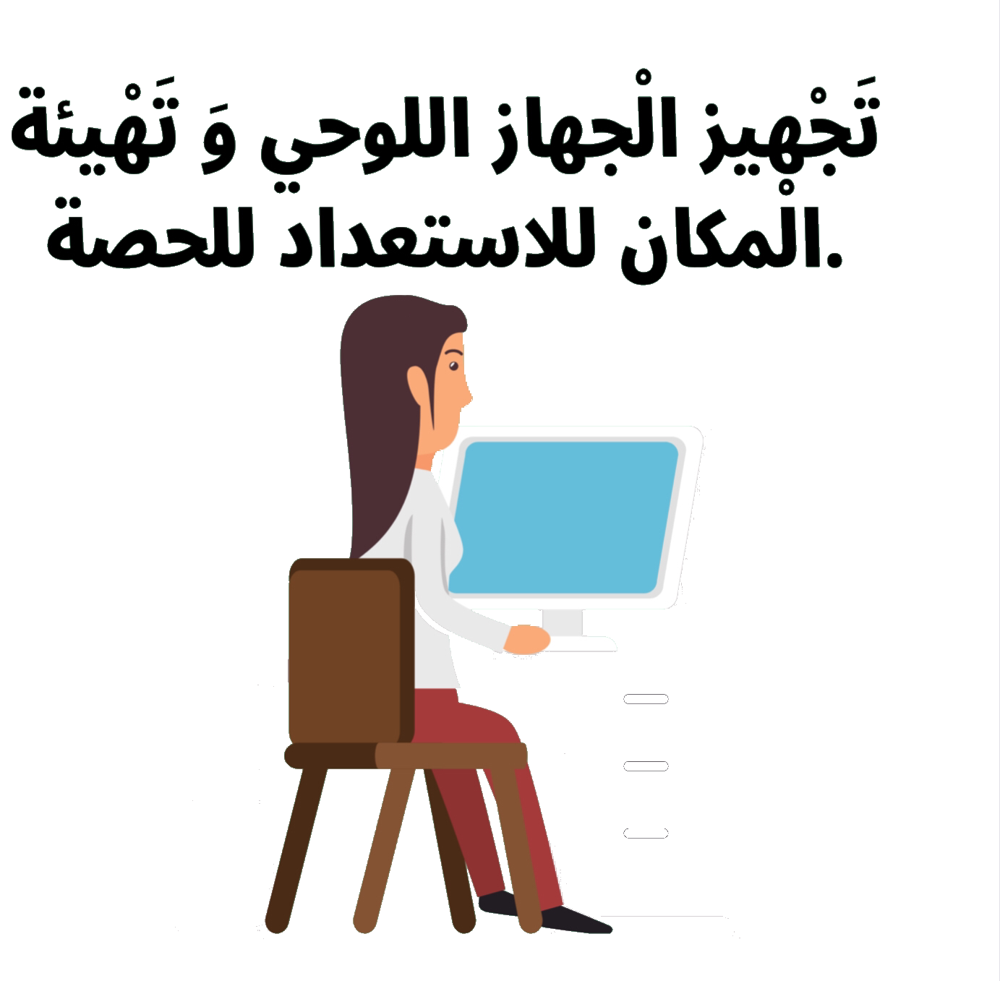 تَجْهيز الْجهاز اللوحي وَ تَهْيئة
.الْمكان للاستعداد للحصة